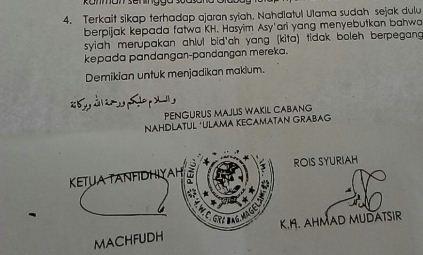 4. Terkait sikap terhadap ajaran syiah, Nahdlatul Ulama sudah sejak dulu
berpijak kepada fatwa KH. Hasyim Asy'ari yang menyebutkan bahwa
syiah merupakan ahlul bid'ah yang (kita) tidak boleh berpegang
kepada pandangan-pandangan mereka.
Demikian untuk menjadikan maklum.
والسلام عليكم ورحمة الله وبركاته
PENGURUS MAJLIS WAKIL CABANG
NAHDLATUL 'ULAMA KECAMATAN GRABAG
KETUA TANFIDHIYAH
ROIS SYURIAH
M.W.C. GRABAG. MAGELANG
MACHFUDH
K.H. AHMAD MUDATSIR